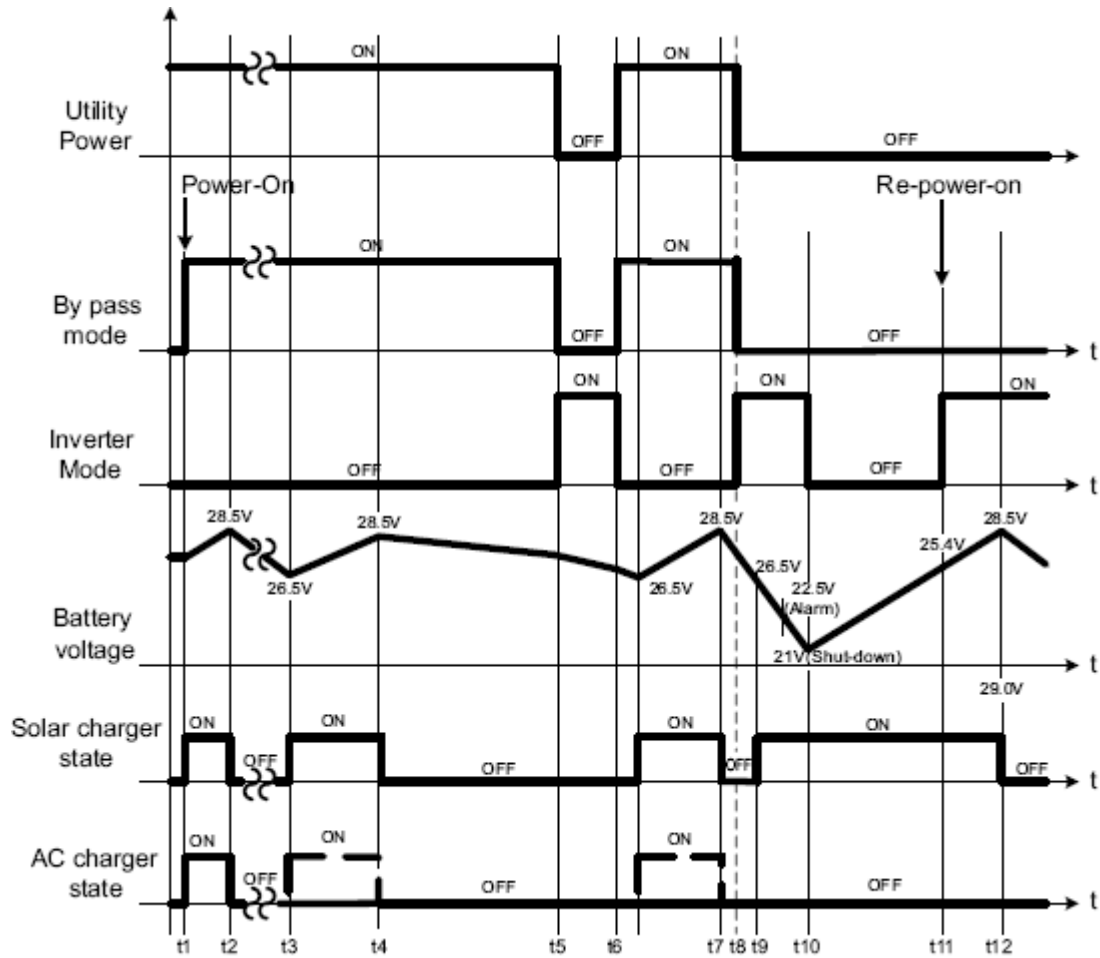 ON
ON
Utility
Power
OFF
OFF
Power-On
Re-power-on
ON
ON
By pass
mode
OFF
OFF
t
ON
ON
Inverter
Mode
OFF
OFF
OFF
t
28.5V
28.5V
28.5V
28.5V
25.4V
26.5V
26.5V
26.5V
22.5V
(Alarm)
Battery
voltage
21V(Shut-down)
t
29.0V
Solar charger
state
ON
ON
ON
ON
OFF
OFF
OFF
OFF
t
AC charger
state
ON
ON
ON
OFF
OFF
OFF
t
t1 t2 t3 t4 t5 t6 t7 t8 t9 t10 t11 t12